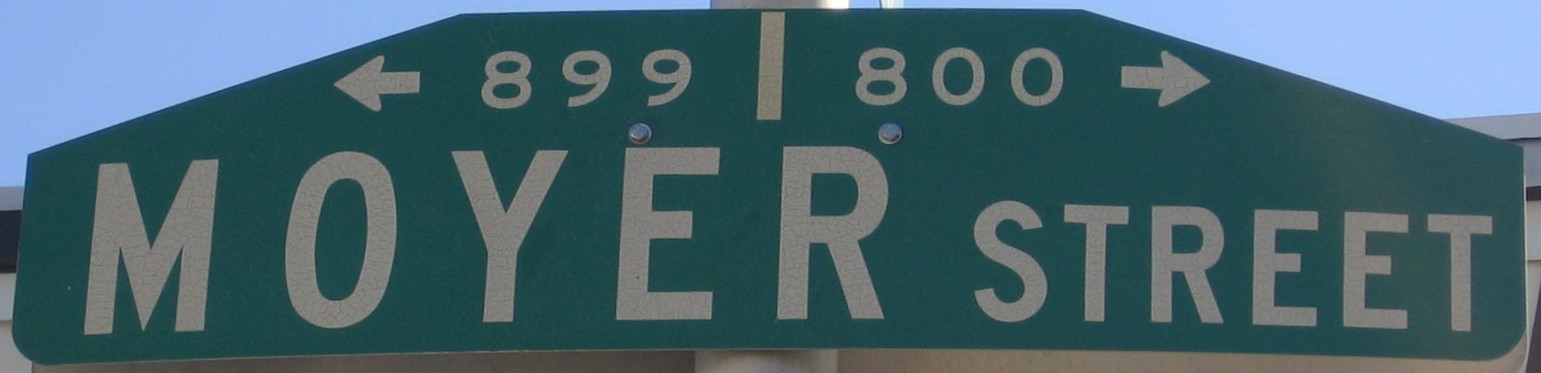 ← 899 | 800 →
MOYER STREET